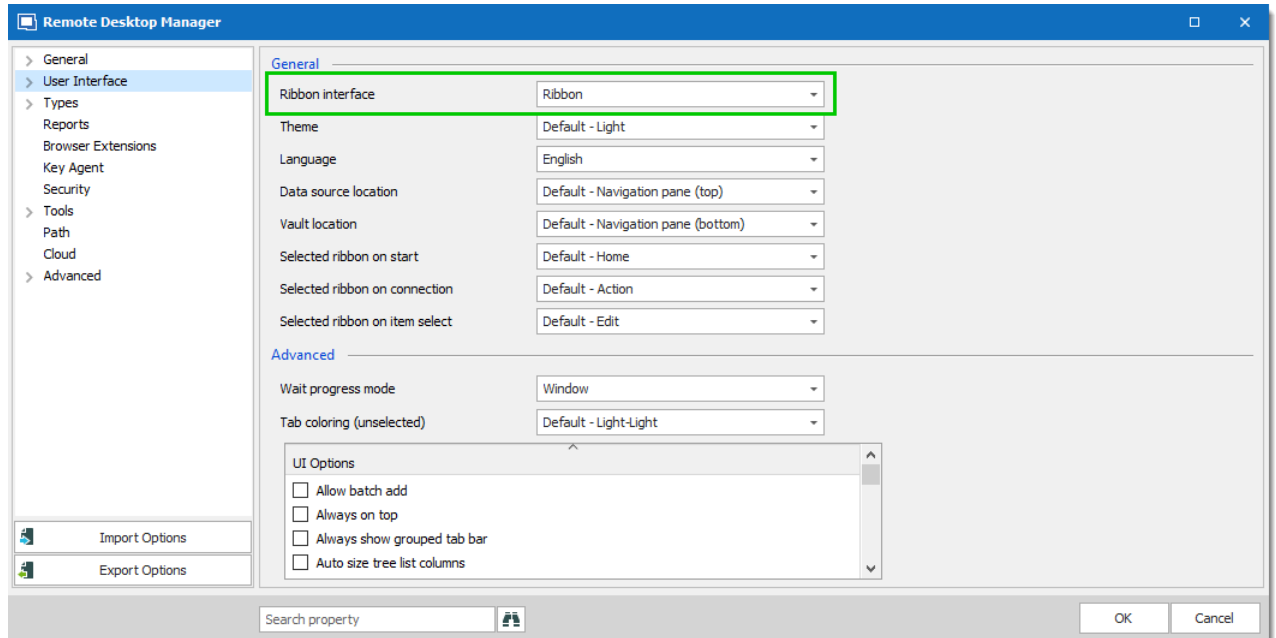 Remote Desktop Manager
General
User Interface
Types
Reports
Browser Extensions
Key Agent
Security
Tools
Path
Cloud
Advanced
Import Options
Export Options
General
Ribbon interface Ribbon
Theme Default - Light
Language English
Data source location Default - Navigation pane (top)
Vault location Default - Navigation pane (bottom)
Selected ribbon on start Default - Home
Selected ribbon on connection Default - Action
Selected ribbon on item select Default - Edit
Advanced
Wait progress mode Window
Tab coloring (unselected) Default - Light-Light
UI Options
Allow batch add
Always on top
Always show grouped tab bar
Auto size tree list columns
Search property
OK Cancel